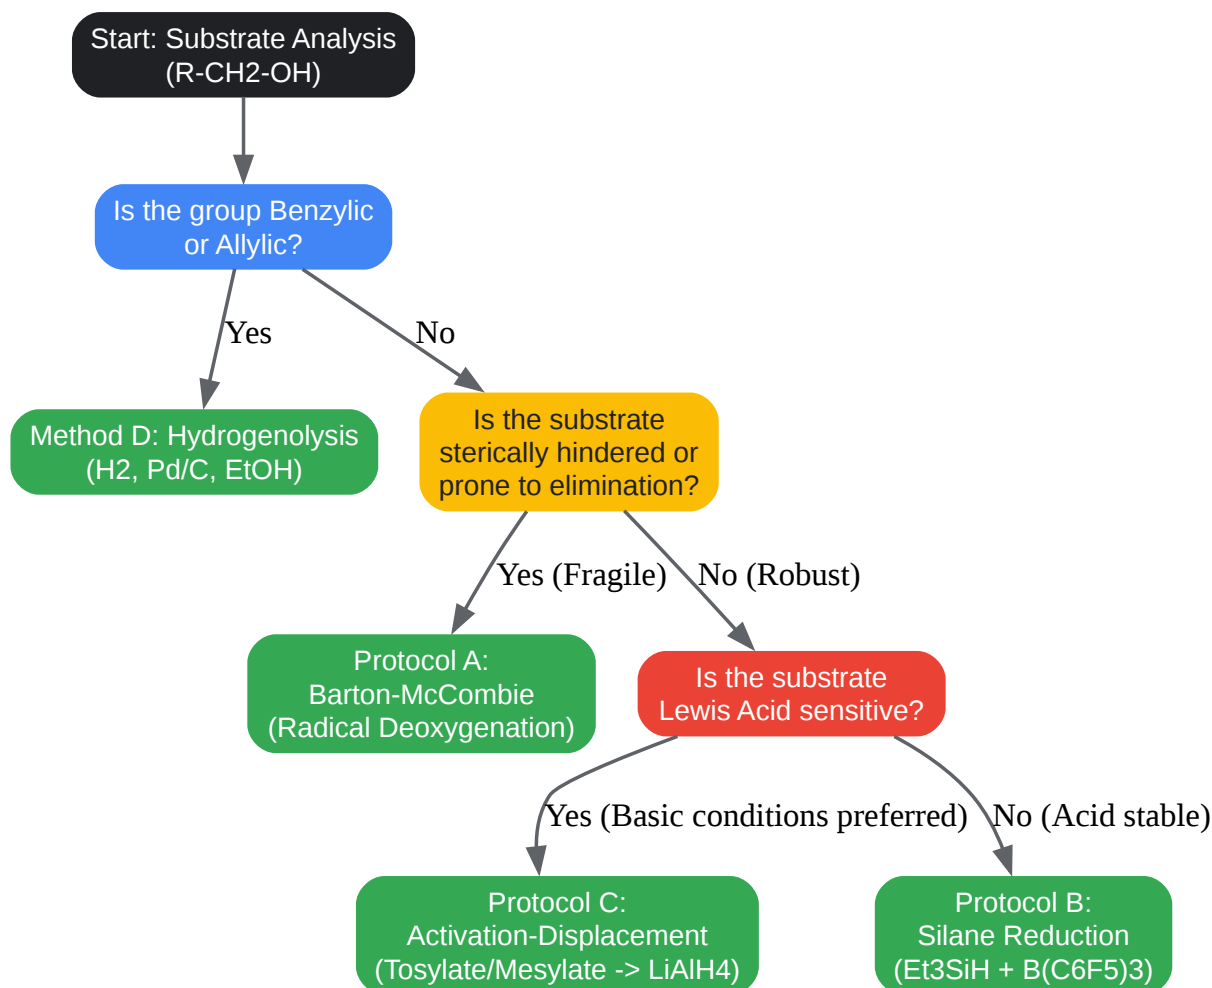 Start: Substrate Analysis
(R-CH2-OH)
Is the group Benzylic
or Allylic?
Yes
No
Method D: Hydrogenolysis
(H2, Pd/C, EtOH)
Is the substrate
sterically hindered or
prone to elimination?
Yes (Fragile)
No (Robust)
Protocol A:
Barton-McCombie
(Radical Deoxygenation)
Is the substrate
Lewis Acid sensitive?
Yes (Basic conditions preferred)
No (Acid stable)
Protocol C:
Activation-Displacement
(Tosylate/Mesylate -> LiAlH4)
Protocol B:
Silane Reduction
(Et3SiH + B(C6F5)3)